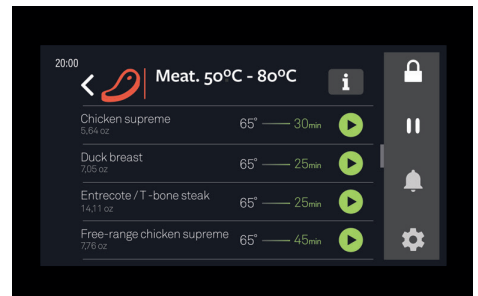 20:00
Meat. 50ºC - 80ºC
i
Chicken supreme 65° 30min
5,64 oz
Duck breast 65° 25min
7,05 oz
Entrecote / T-bone steak 65° 25min
14,11 oz
Free-range chicken supreme 65° 45min
7,76 oz